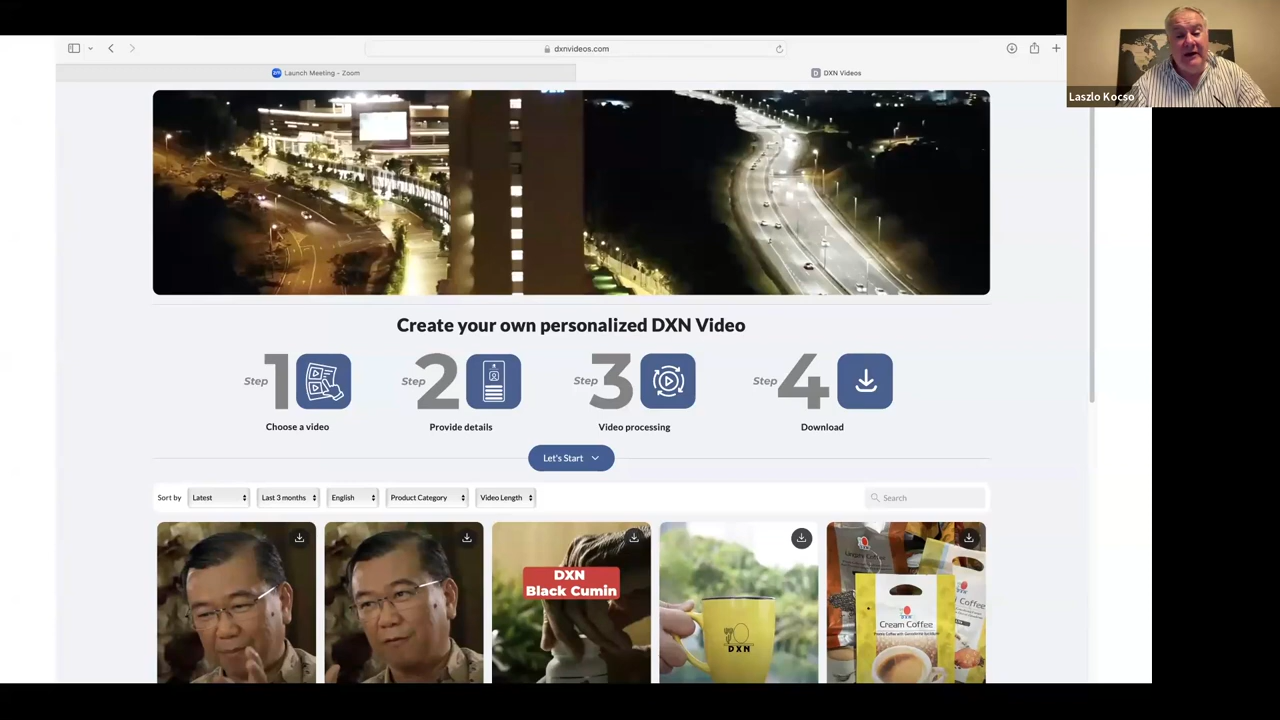 dxnvideos.com
Launch Meeting - Zoom
DXN Videos
Laszlo Kocso
Create your own personalized DXN Video
Step 1
Step 2
Step 3
Step 4
Choose a video
Provide details
Video processing
Download
Let's Start
Sort by
Latest
Last 3 months
English
Product Category
Video Length
Search
DXN
Black Cumin
DXN
Cream Coffee
Coffee